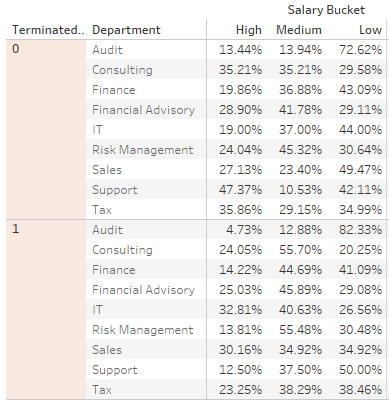 Salary Bucket
Terminated.. Department High Medium Low
0 Audit 13.44% 13.94% 72.62%
Consulting 35.21% 35.21% 29.58%
Finance 19.86% 36.88% 43.09%
Financial Advisory 28.90% 41.78% 29.11%
IT 19.00% 37.00% 44.00%
Risk Management 24.04% 45.32% 30.64%
Sales 27.13% 23.40% 49.47%
Support 47.37% 10.53% 42.11%
Tax 35.86% 29.15% 34.99%
1 Audit 4.73% 12.88% 82.33%
Consulting 24.05% 55.70% 20.25%
Finance 14.22% 44.69% 41.09%
Financial Advisory 25.03% 45.89% 29.08%
IT 32.81% 40.63% 26.56%
Risk Management 13.81% 55.48% 30.48%
Sales 30.16% 34.92% 34.92%
Support 12.50% 37.50% 50.00%
Tax 23.25% 38.29% 38.46%